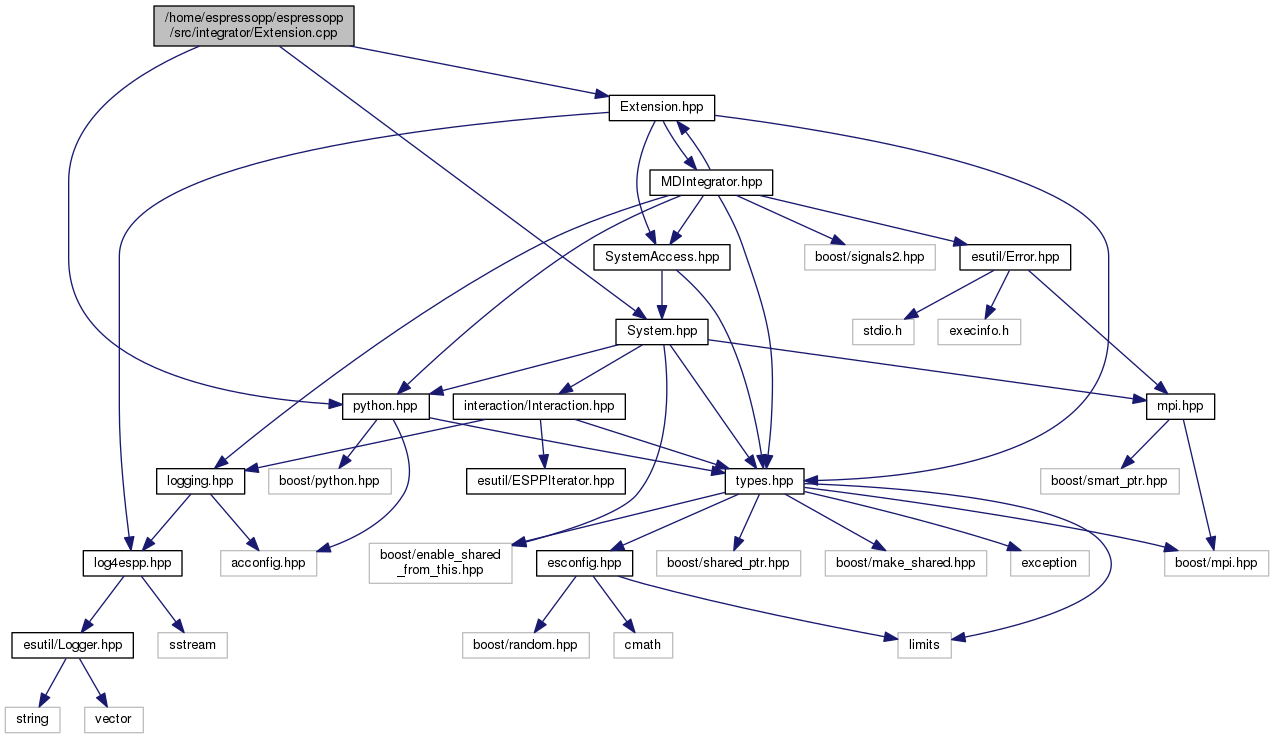 /home/espressopp/espressopp
/src/integrator/Extension.cpp
Extension.hpp
MDIntegrator.hpp
SystemAccess.hpp
boost/signals2.hpp
esutil/Error.hpp
System.hpp
stdio.h
execinfo.h
python.hpp
interaction/Interaction.hpp
mpi.hpp
logging.hpp
boost/python.hpp
esutil/ESPPIterator.hpp
types.hpp
boost/smart_ptr.hpp
log4espp.hpp
acconfig.hpp
boost/enable_shared
_from_this.hpp
esconfig.hpp
boost/shared_ptr.hpp
boost/make_shared.hpp
exception
boost/mpi.hpp
esutil/Logger.hpp
sstream
boost/random.hpp
cmath
limits
string
vector